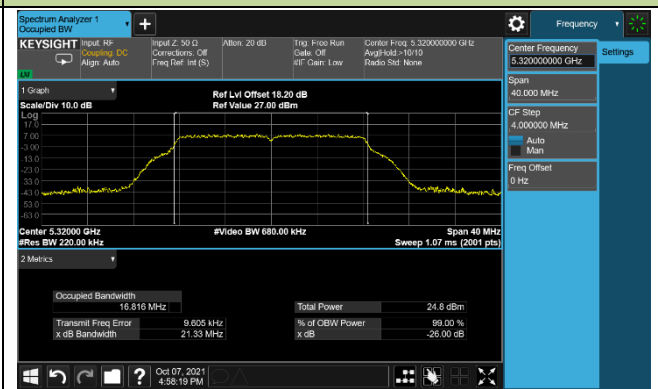 Spectrum Analyzer 1
Occupied BW
+
Frequency
KEYSIGHT
Input: RF
Coupling: DC
Align: Auto
Input Z: 50 Ω
Corrections: Off
Freq Ref: Int (S)
Atten: 20 dB
Trig: Free Run
Gate: Off
#IF Gain: Low
Center Freq: 5.320000000 GHz
Avg|Hold:>10/10
Radio Std: None
LXI
Center Frequency
5.320000000 GHz
Settings
Span
40.000 MHz
CF Step
4.000000 MHz
Auto
Man
Freq Offset
0 Hz
1 Graph
Scale/Div 10.0 dB
Ref Lvl Offset 18.20 dB
Ref Value 27.00 dBm
Log
17.0
7.00
-3.00
-13.0
-23.0
-33.0
-43.0
-53.0
-63.0
Center 5.32000 GHz
#Res BW 220.00 kHz
#Video BW 680.00 kHz
Span 40 MHz
Sweep 1.07 ms (2001 pts)
2 Metrics
Occupied Bandwidth
16.816 MHz
Total Power 24.8 dBm
Transmit Freq Error 9.605 kHz
% of OBW Power 99.00 %
x dB Bandwidth 21.33 MHz
x dB -26.00 dB
?
Oct 07, 2021
4:58:19 PM